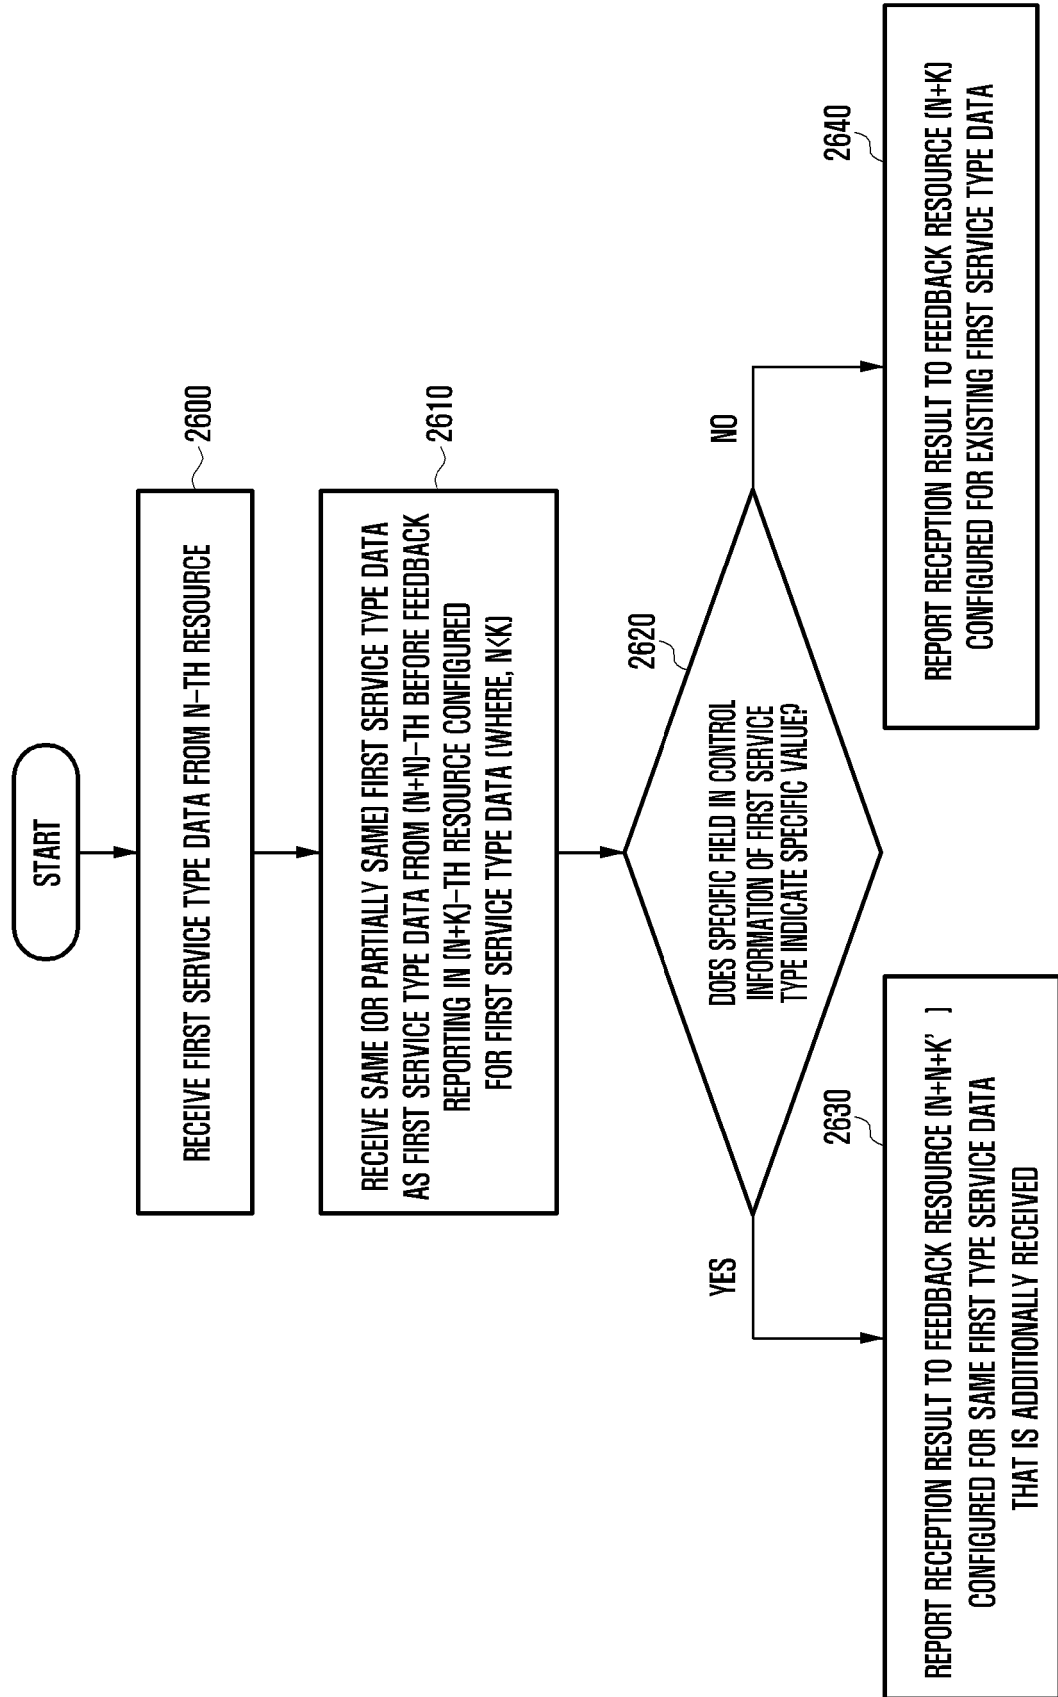 START
2600
RECEIVE FIRST SERVICE TYPE DATA FROM N-TH RESOURCE
2610
RECEIVE SAME (OR PARTIALLY SAME) FIRST SERVICE TYPE DATA
AS FIRST SERVICE TYPE DATA FROM (N+N)-TH BEFORE FEEDBACK
REPORTING IN (N+K)-TH RESOURCE CONFIGURED
FOR FIRST SERVICE TYPE DATA (WHERE, N<K)
2620
DOES SPECIFIC FIELD IN CONTROL
INFORMATION OF FIRST SERVICE
TYPE INDICATE SPECIFIC VALUE?
YES
NO
2630
REPORT RECEPTION RESULT TO FEEDBACK RESOURCE (N+N+K' )
CONFIGURED FOR SAME FIRST TYPE SERVICE DATA
THAT IS ADDITIONALLY RECEIVED
2640
REPORT RECEPTION RESULT TO FEEDBACK RESOURCE (N+K)
CONFIGURED FOR EXISTING FIRST SERVICE TYPE DATA